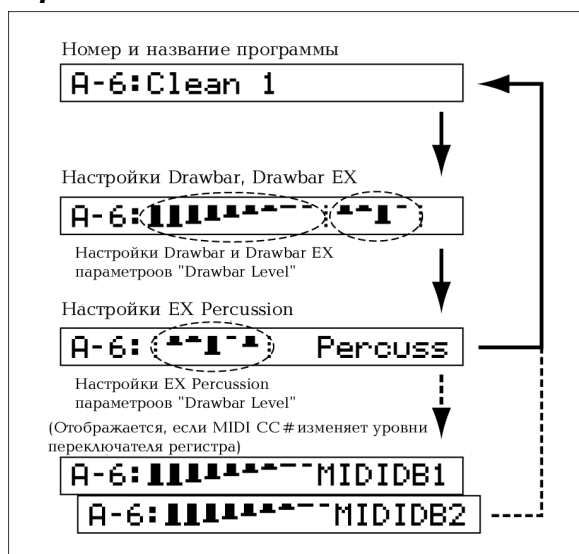 Номер и название программы
A-6:Clean 1
Настройки Drawbar, Drawbar EX
A-6:
Настройки Drawbar и Drawbar EX
параметроов "Drawbar Level"
Настройки EX Percussion
A-6: Percuss
Настройки EX Percussion
параметроов "Drawbar Level"
(Отображается, если MIDI CC# изменяет уровни
переключателя регистра)
A-6: MIDIDB1
A-6: MIDIDB2